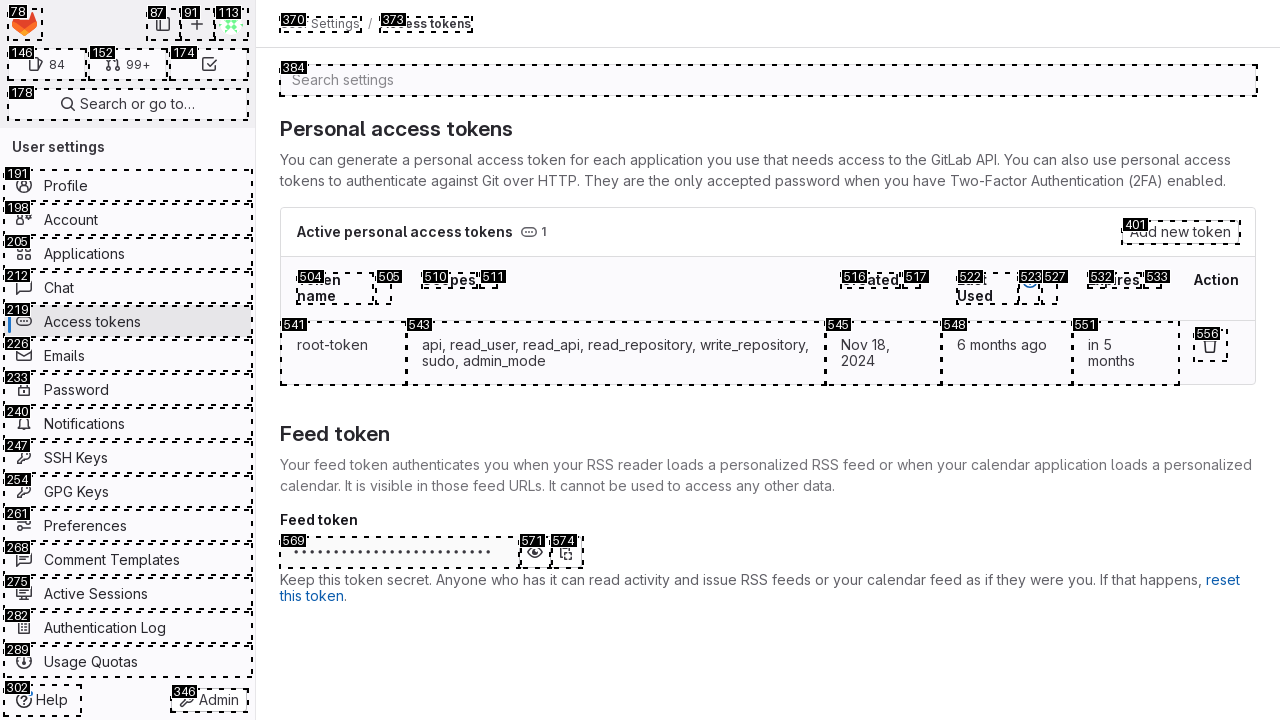 78
87
91
113
146
84
152
99+
174
178
Search or go to…
User settings
191
Profile
198
Account
205
Applications
212
Chat
219
Access tokens
226
Emails
233
Password
240
Notifications
247
SSH Keys
254
GPG Keys
261
Preferences
268
Comment Templates
275
Active Sessions
282
Authentication Log
289
Usage Quotas
302
Help
346
Admin
370
Settings
/
373
tokens
384
Search settings
Personal access tokens
You can generate a personal access token for each application you use that needs access to the GitLab API. You can also use personal access
tokens to authenticate against Git over HTTP. They are the only accepted password when you have Two-Factor Authentication (2FA) enabled.
Active personal access tokens 1
401
Add new token
504 505 510 511 516 517 522 523 527 532 533
Token name
Scopes
Created
Last Used
Expires
Action
541 543 545 548 551 556
root-token
api, read_user, read_api, read_repository, write_repository,
sudo, admin_mode
Nov 18,
2024
6 months ago
in 5
months
Feed token
Your feed token authenticates you when your RSS reader loads a personalized RSS feed or when your calendar application loads a personalized
calendar. It is visible in those feed URLs. It cannot be used to access any other data.
Feed token
569 571 574
Keep this token secret. Anyone who has it can read activity and issue RSS feeds or your calendar feed as if they were you. If that happens, reset
this token.